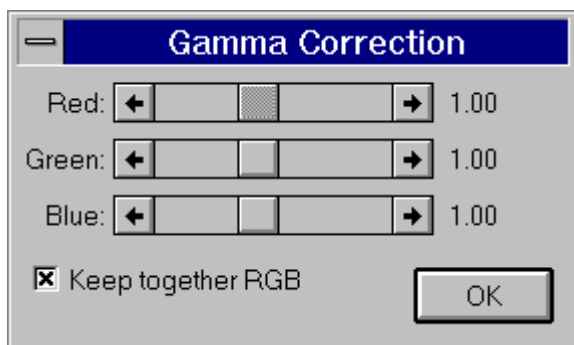 Gamma Correction
Red: 1.00
Green: 1.00
Blue: 1.00
Keep together RGB
OK